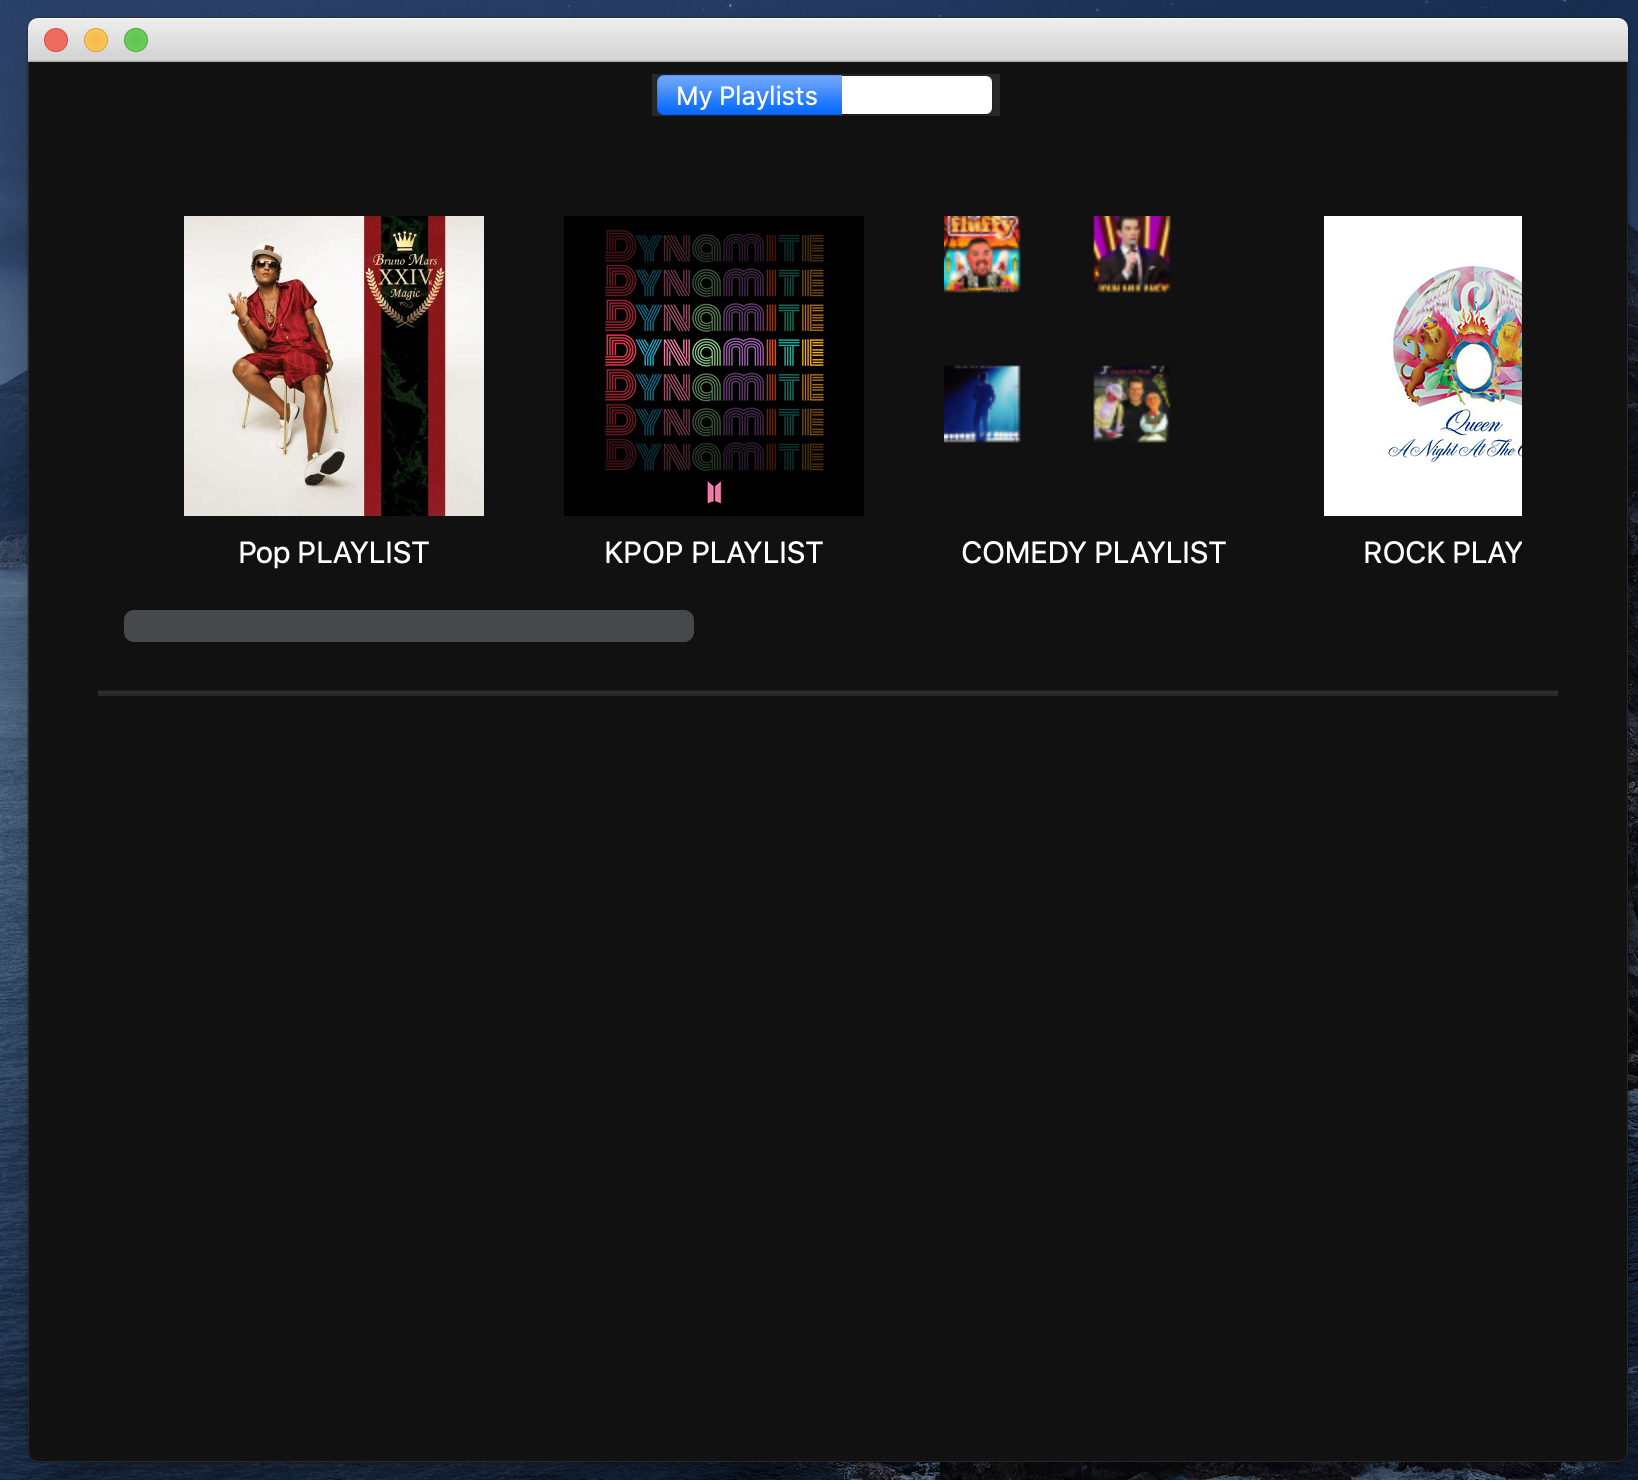 My Playlists
Bruno Mars
XXIV
K
Magic
DYNAMITE
DYNAMITE
DYNAMITE
DYNAMITE
DYNAMITE
DYNAMITE
DYNAMITE
fluffy
Queen
A Night At The
Pop PLAYLIST
KPOP PLAYLIST
COMEDY PLAYLIST
ROCK PLAY